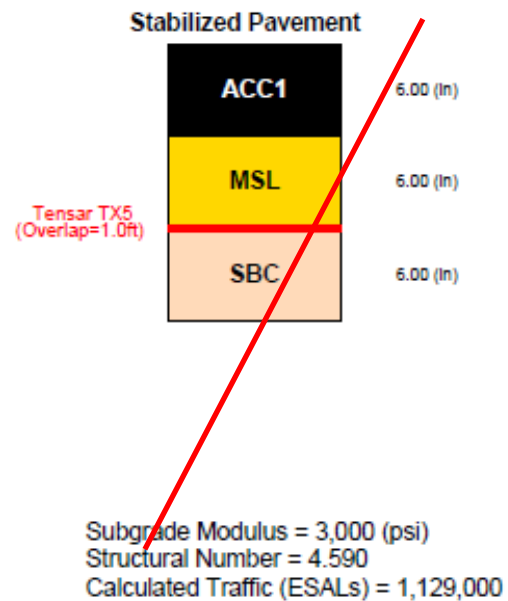 Stabilized Pavement
ACC1
6.00 (in)
MSL
6.00 (in)
Tensar TX5
(Overlap=1.0ft)
SBC
6.00 (in)
Subgrade Modulus = 3,000 (psi)
Structural Number = 4.590
Calculated Traffic (ESALs) = 1,129,000